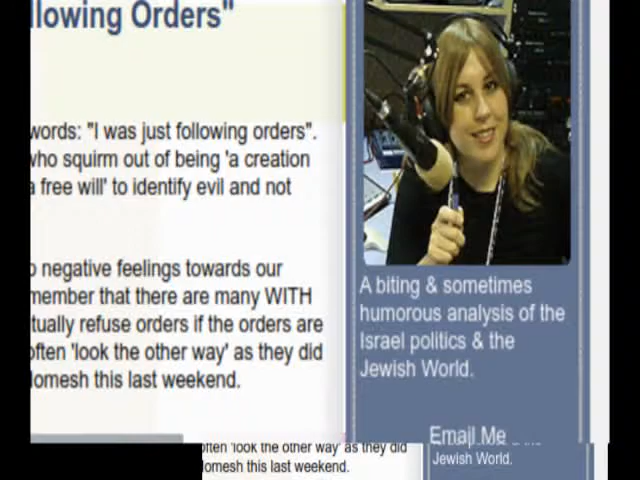 llowing Orders"
words: "I was just following orders".
who squirm out of being 'a creation
a free will' to identify evil and not
o negative feelings towards our
member that there are many WITH
tually refuse orders if the orders are
often 'look the other way' as they did
lomesh this last weekend.
A biting & sometimes
humorous analysis of the
Israel politics & the
Jewish World.
Email Me
often 'look the other way' as they did
lomesh this last weekend.
Jewish World.